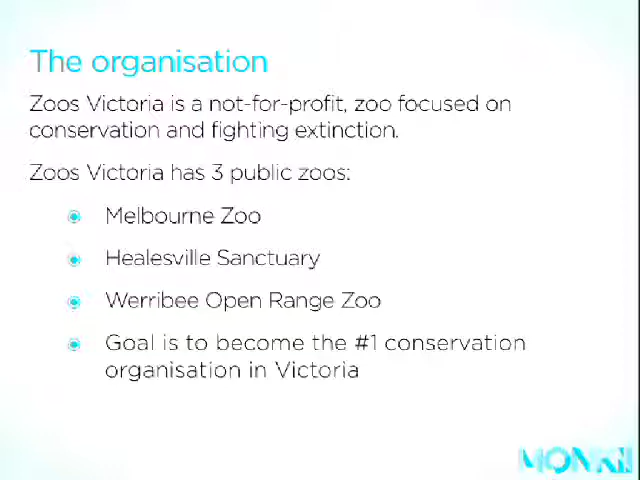 The organisation
Zoos Victoria is a not-for-profit, zoo focused on
conservation and fighting extinction.
Zoos Victoria has 3 public zoos:
Melbourne Zoo
Healesville Sanctuary
Werribee Open Range Zoo
Goal is to become the #1 conservation
organisation in Victoria